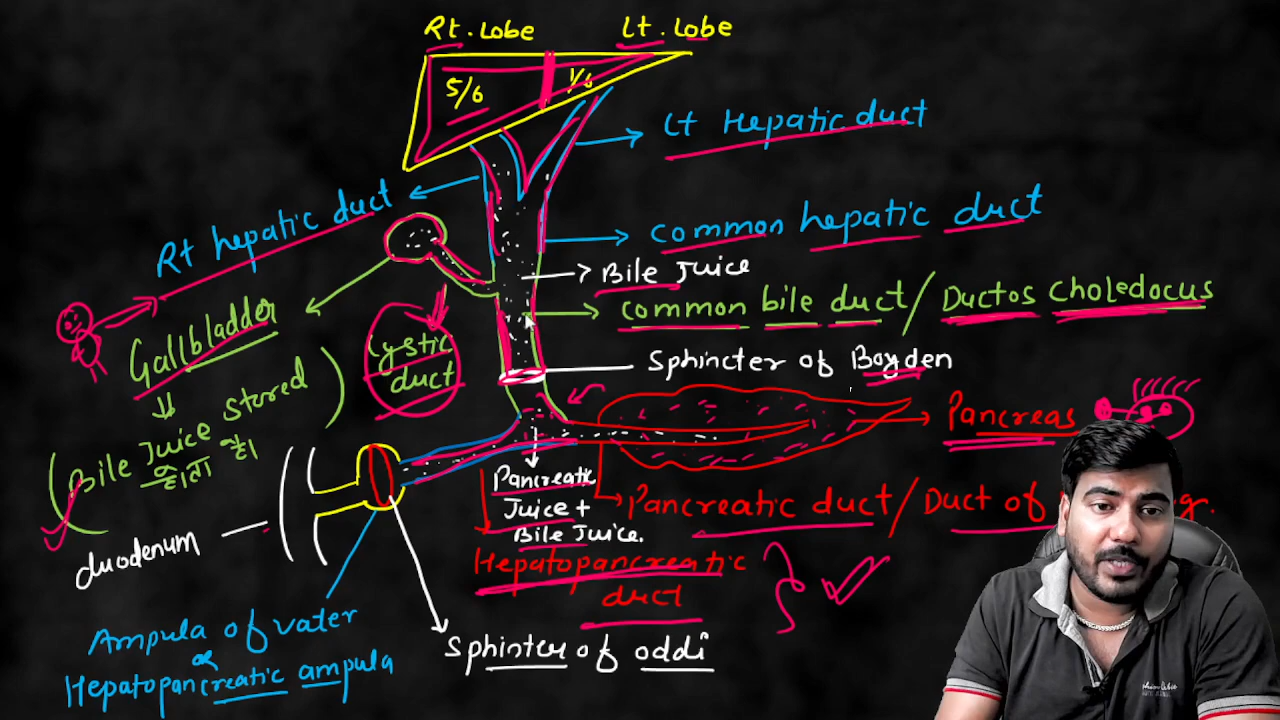 Rt. Lobe
Lt. Lobe
5/6
1/6
Lt Hepatic duct
Rt hepatic duct
common hepatic duct
Bile Juice
common bile duct / Ductos Choledocus
Gallbladder
Cystic
duct
Sphincter of Boyden
(Bile Juice stored
होता है)
Pancreas
Pancreatic
Juice +
Bile Juice.
Pancreatic duct / Duct of
g.
duodenum
Hepatopancreatic
duct
Ampula of vater
or
Hepatopancreatic ampula
Sphinter of oddi